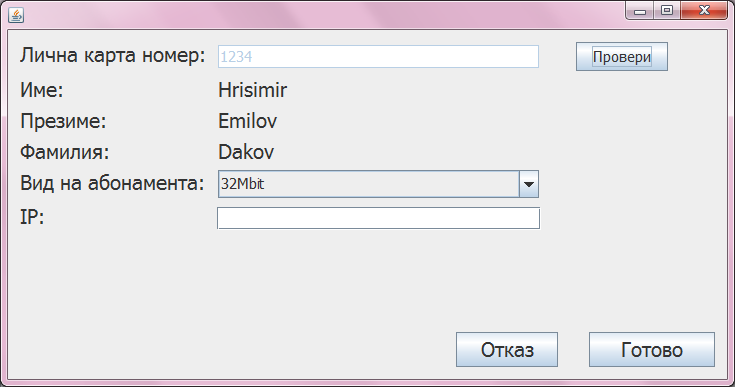 Лична карта номер: 1234 Провери
Име: Hrisimir
Презиме: Emilov
Фамилия: Dakov
Вид на абонамента: 32Mbit
IP:
Отказ Готово